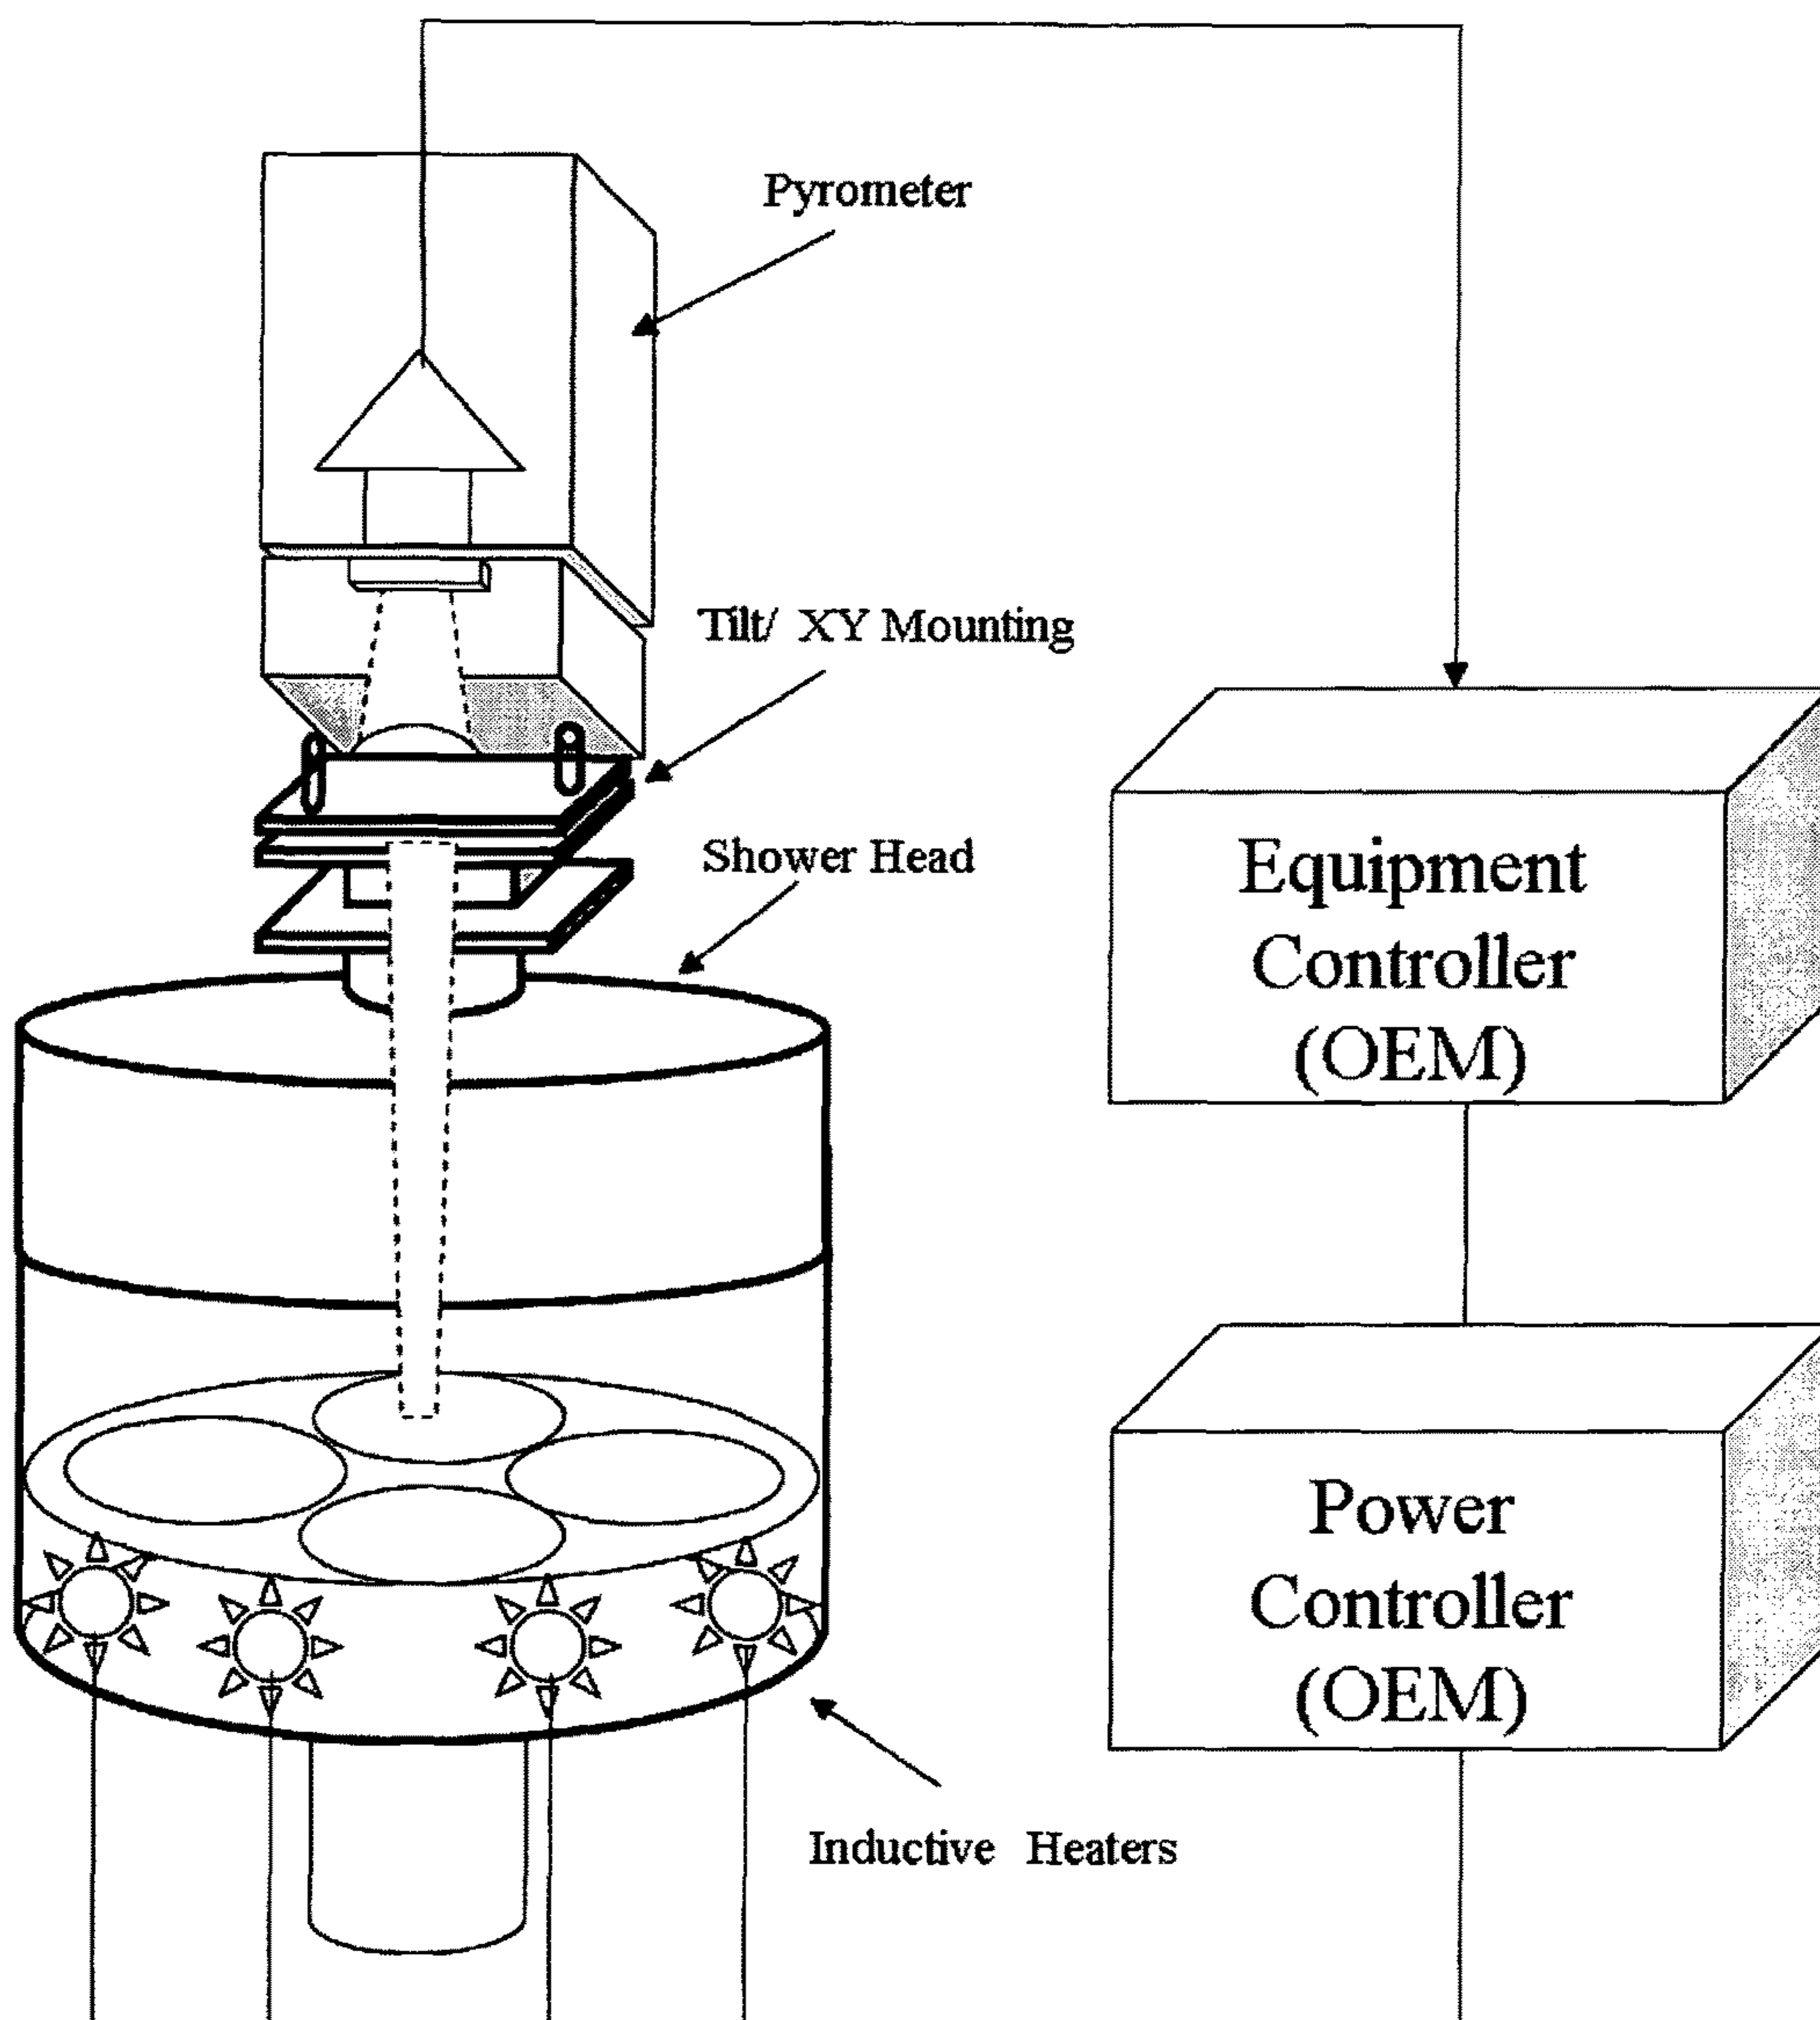 Pyrometer
Tilt/ XY Mounting
Shower Head
Equipment
Controller
(OEM)
Power
Controller
(OEM)
Inductive Heaters